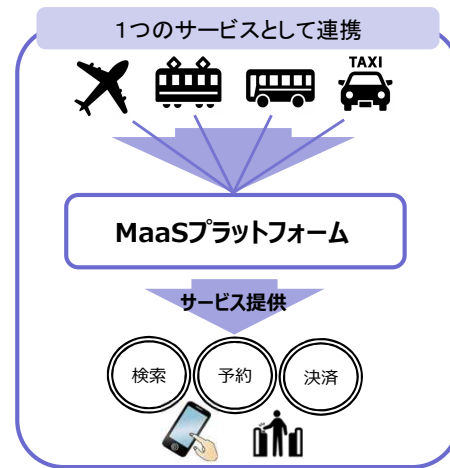 1つのサービスとして連携
TAXI
MaaSプラットフォーム
サービス提供
検索
予約
決済